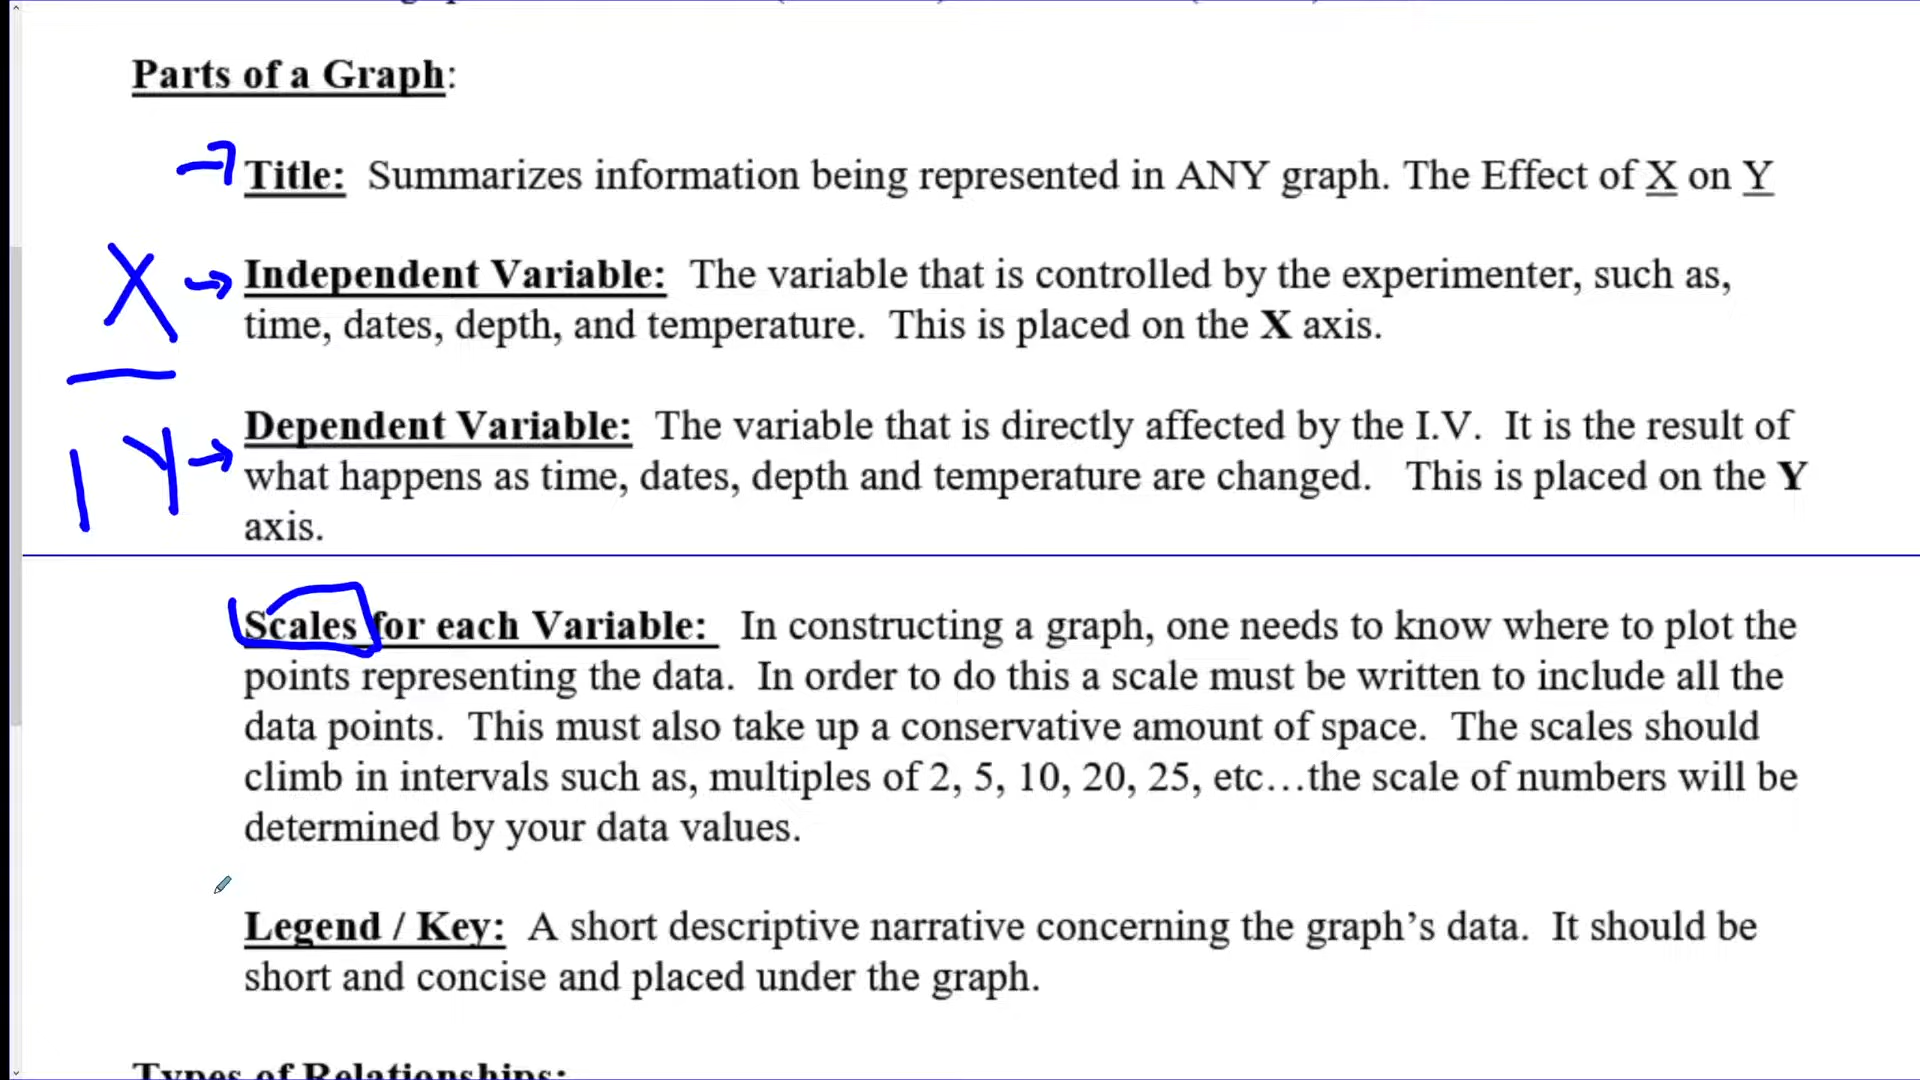 Parts of a Graph:
Title: Summarizes information being represented in ANY graph. The Effect of X on Y
X
Independent Variable: The variable that is controlled by the experimenter, such as,
time, dates, depth, and temperature. This is placed on the X axis.
Y
Dependent Variable: The variable that is directly affected by the I.V. It is the result of
what happens as time, dates, depth and temperature are changed. This is placed on the Y
axis.
Scales for each Variable: In constructing a graph, one needs to know where to plot the
points representing the data. In order to do this a scale must be written to include all the
data points. This must also take up a conservative amount of space. The scales should
climb in intervals such as, multiples of 2, 5, 10, 20, 25, etc…the scale of numbers will be
determined by your data values.
Legend / Key: A short descriptive narrative concerning the graph’s data. It should be
short and concise and placed under the graph.
Types of Relationships: